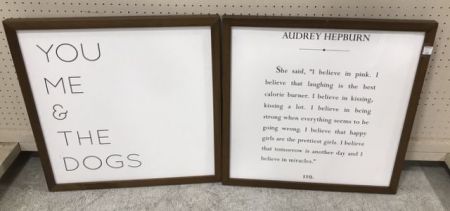 YOU
ME
&
THE
DOGS
AUDREY HEPBURN
She said, "I believe in pink. I
believe that laughing is the best
calorie burner. I believe in kissing,
kissing a lot. I believe in being
strong when everything seems to be
going wrong. I believe that happy
girls are the prettiest girls. I believe
that tomorrow is another day and I
believe in miracles."
110.